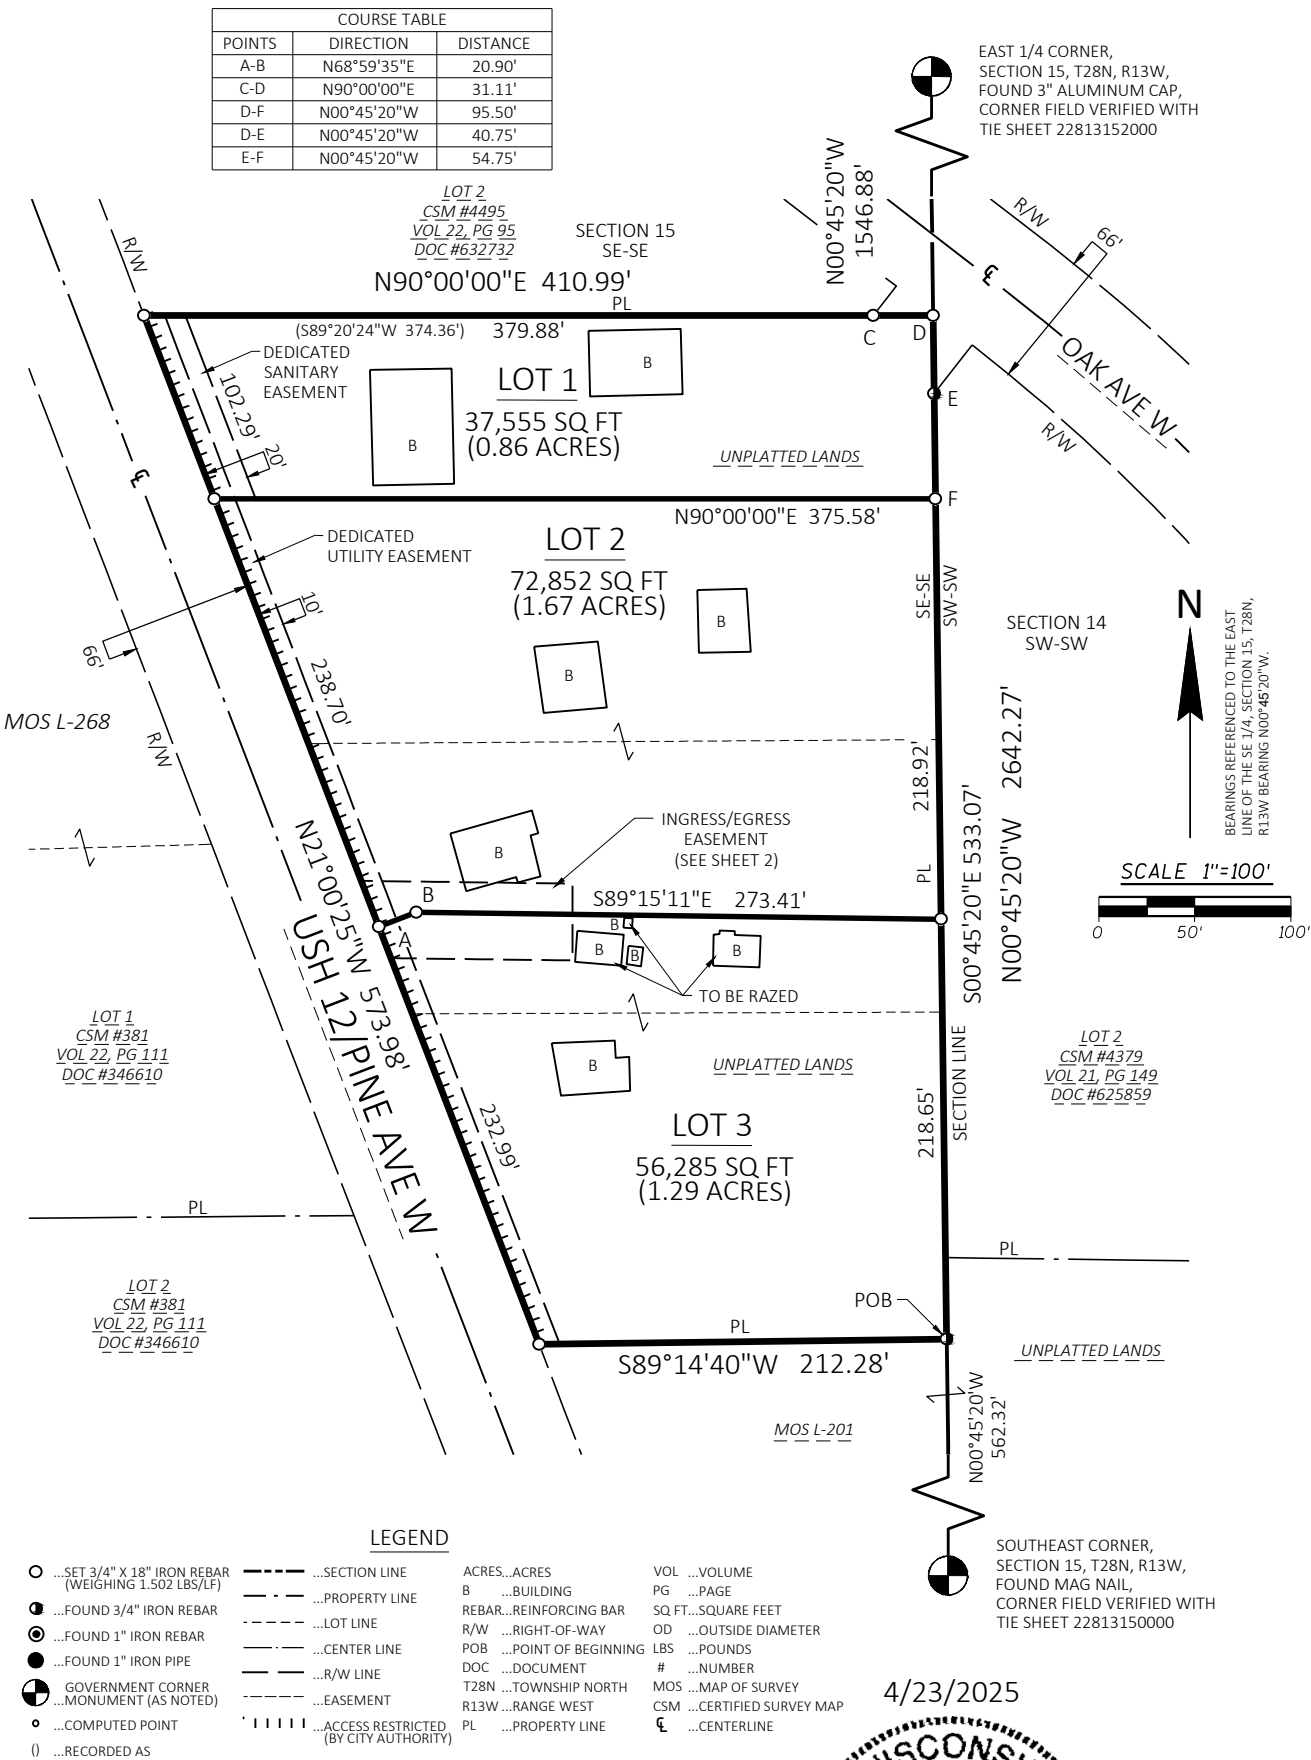 COURSE TABLE
POINTS DIRECTION DISTANCE
A-B N68°59'35"E 20.90'
C-D N90°00'00"E 31.11'
D-F N00°45'20"W 95.50'
D-E N00°45'20"W 40.75'
E-F N00°45'20"W 54.75'
EAST 1/4 CORNER,
SECTION 15, T28N, R13W,
FOUND 3" ALUMINUM CAP,
CORNER FIELD VERIFIED WITH
TIE SHEET 22813152000
N00°45'20"W
1546.88'
LOT 2
CSM #4495
VOL 22, PG 95
DOC #632732
SECTION 15
SE-SE
R/W
R/W
66'
℄
OAK AVE W
R/W
N90°00'00"E 410.99'
PL
(S89°20'24"W 374.36') 379.88'
C
D
E
F
DEDICATED
SANITARY
EASEMENT
102.29'
20'
LOT 1
37,555 SQ FT
(0.86 ACRES)
B
B
UNPLATTED LANDS
℄
N90°00'00"E 375.58'
DEDICATED
UTILITY EASEMENT
LOT 2
72,852 SQ FT
(1.67 ACRES)
B
B
10'
66'
238.70'
SE-SE
SW-SW
SECTION 14
SW-SW
N
BEARINGS REFERENCED TO THE EAST
LINE OF THE SE 1/4, SECTION 15, T28N,
R13W BEARING N00°45'20"W.
MOS L-268
R/W
218.92
PL
S00°45'20"E 533.07'
N00°45'20"W 2642.27'
INGRESS/EGRESS
EASEMENT
(SEE SHEET 2)
B
SCALE 1"=100'
0 50' 100'
N21°00'25"W 573.98'
USH 12/PINE AVE W
B
A
S89°15'11"E 273.41'
B
B
B
B
TO BE RAZED
LOT 1
CSM #381
VOL 22, PG 111
DOC #346610
B
UNPLATTED LANDS
SECTION LINE
218.65'
LOT 2
CSM #4379
VOL 21, PG 149
DOC #625859
LOT 3
56,285 SQ FT
(1.29 ACRES)
232.99'
PL
PL
LOT 2
CSM #381
VOL 22, PG 111
DOC #346610
POB
PL
S89°14'40"W 212.28'
UNPLATTED LANDS
MOS L-201
N00°45'20'W
562.32'
SOUTHEAST CORNER,
SECTION 15, T28N, R13W,
FOUND MAG NAIL,
CORNER FIELD VERIFIED WITH
TIE SHEET 22813150000
LEGEND
...SET 3/4" X 18" IRON REBAR
(WEIGHING 1.502 LBS/LF)
...FOUND 3/4" IRON REBAR
...FOUND 1" IRON REBAR
...FOUND 1" IRON PIPE
GOVERNMENT CORNER
...MONUMENT (AS NOTED)
...COMPUTED POINT
() ...RECORDED AS
...SECTION LINE
...PROPERTY LINE
...LOT LINE
...CENTER LINE
...R/W LINE
...EASEMENT
...ACCESS RESTRICTED
(BY CITY AUTHORITY)
ACRES...ACRES
B ...BUILDING
REBAR...REINFORCING BAR
R/W ...RIGHT-OF-WAY
POB ...POINT OF BEGINNING
DOC ...DOCUMENT
T28N ...TOWNSHIP NORTH
R13W ...RANGE WEST
PL ...PROPERTY LINE
VOL ...VOLUME
PG ...PAGE
SQ FT...SQUARE FEET
OD ...OUTSIDE DIAMETER
LBS ...POUNDS
# ...NUMBER
MOS ...MAP OF SURVEY
CSM ...CERTIFIED SURVEY MAP
℄ ...CENTERLINE
4/23/2025